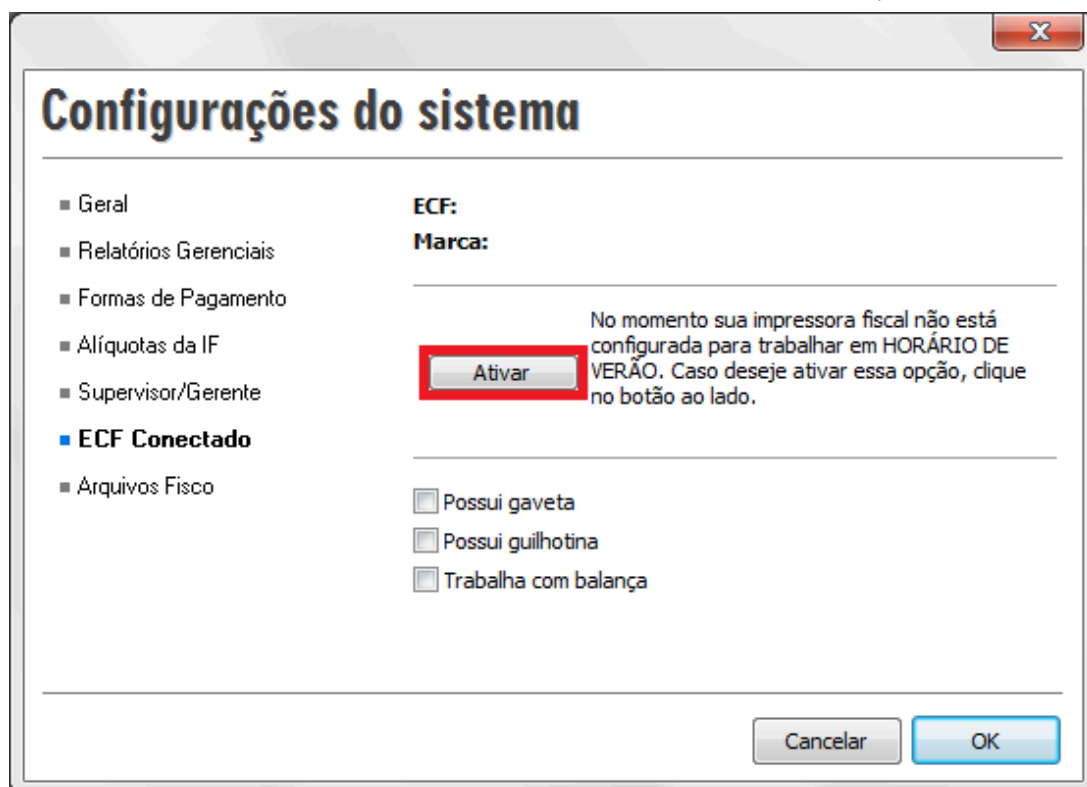 Configurações do sistema
Geral
Relatórios Gerenciais
Formas de Pagamento
Alíquotas da IF
Supervisor/Gerente
ECF Conectado
Arquivos Fisco
ECF:
Marca:
Ativar
No momento sua impressora fiscal não está
configurada para trabalhar em HORÁRIO DE
VERÃO. Caso deseje ativar essa opção, clique
no botão ao lado.
Possui gaveta
Possui guilhotina
Trabalha com balança
Cancelar
OK